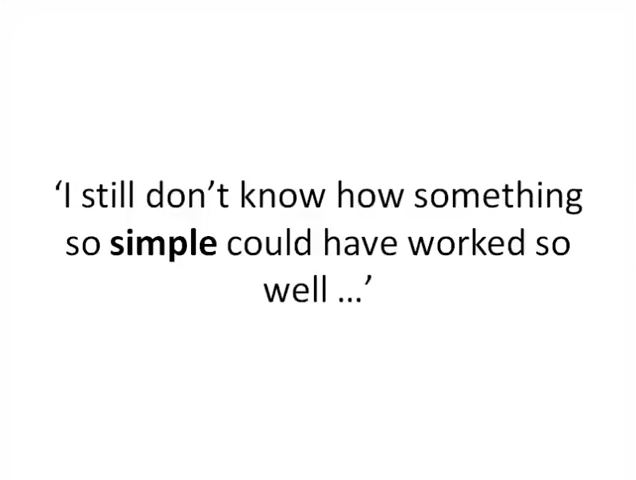 ‘I still don’t know how something
so simple could have worked so
well …’